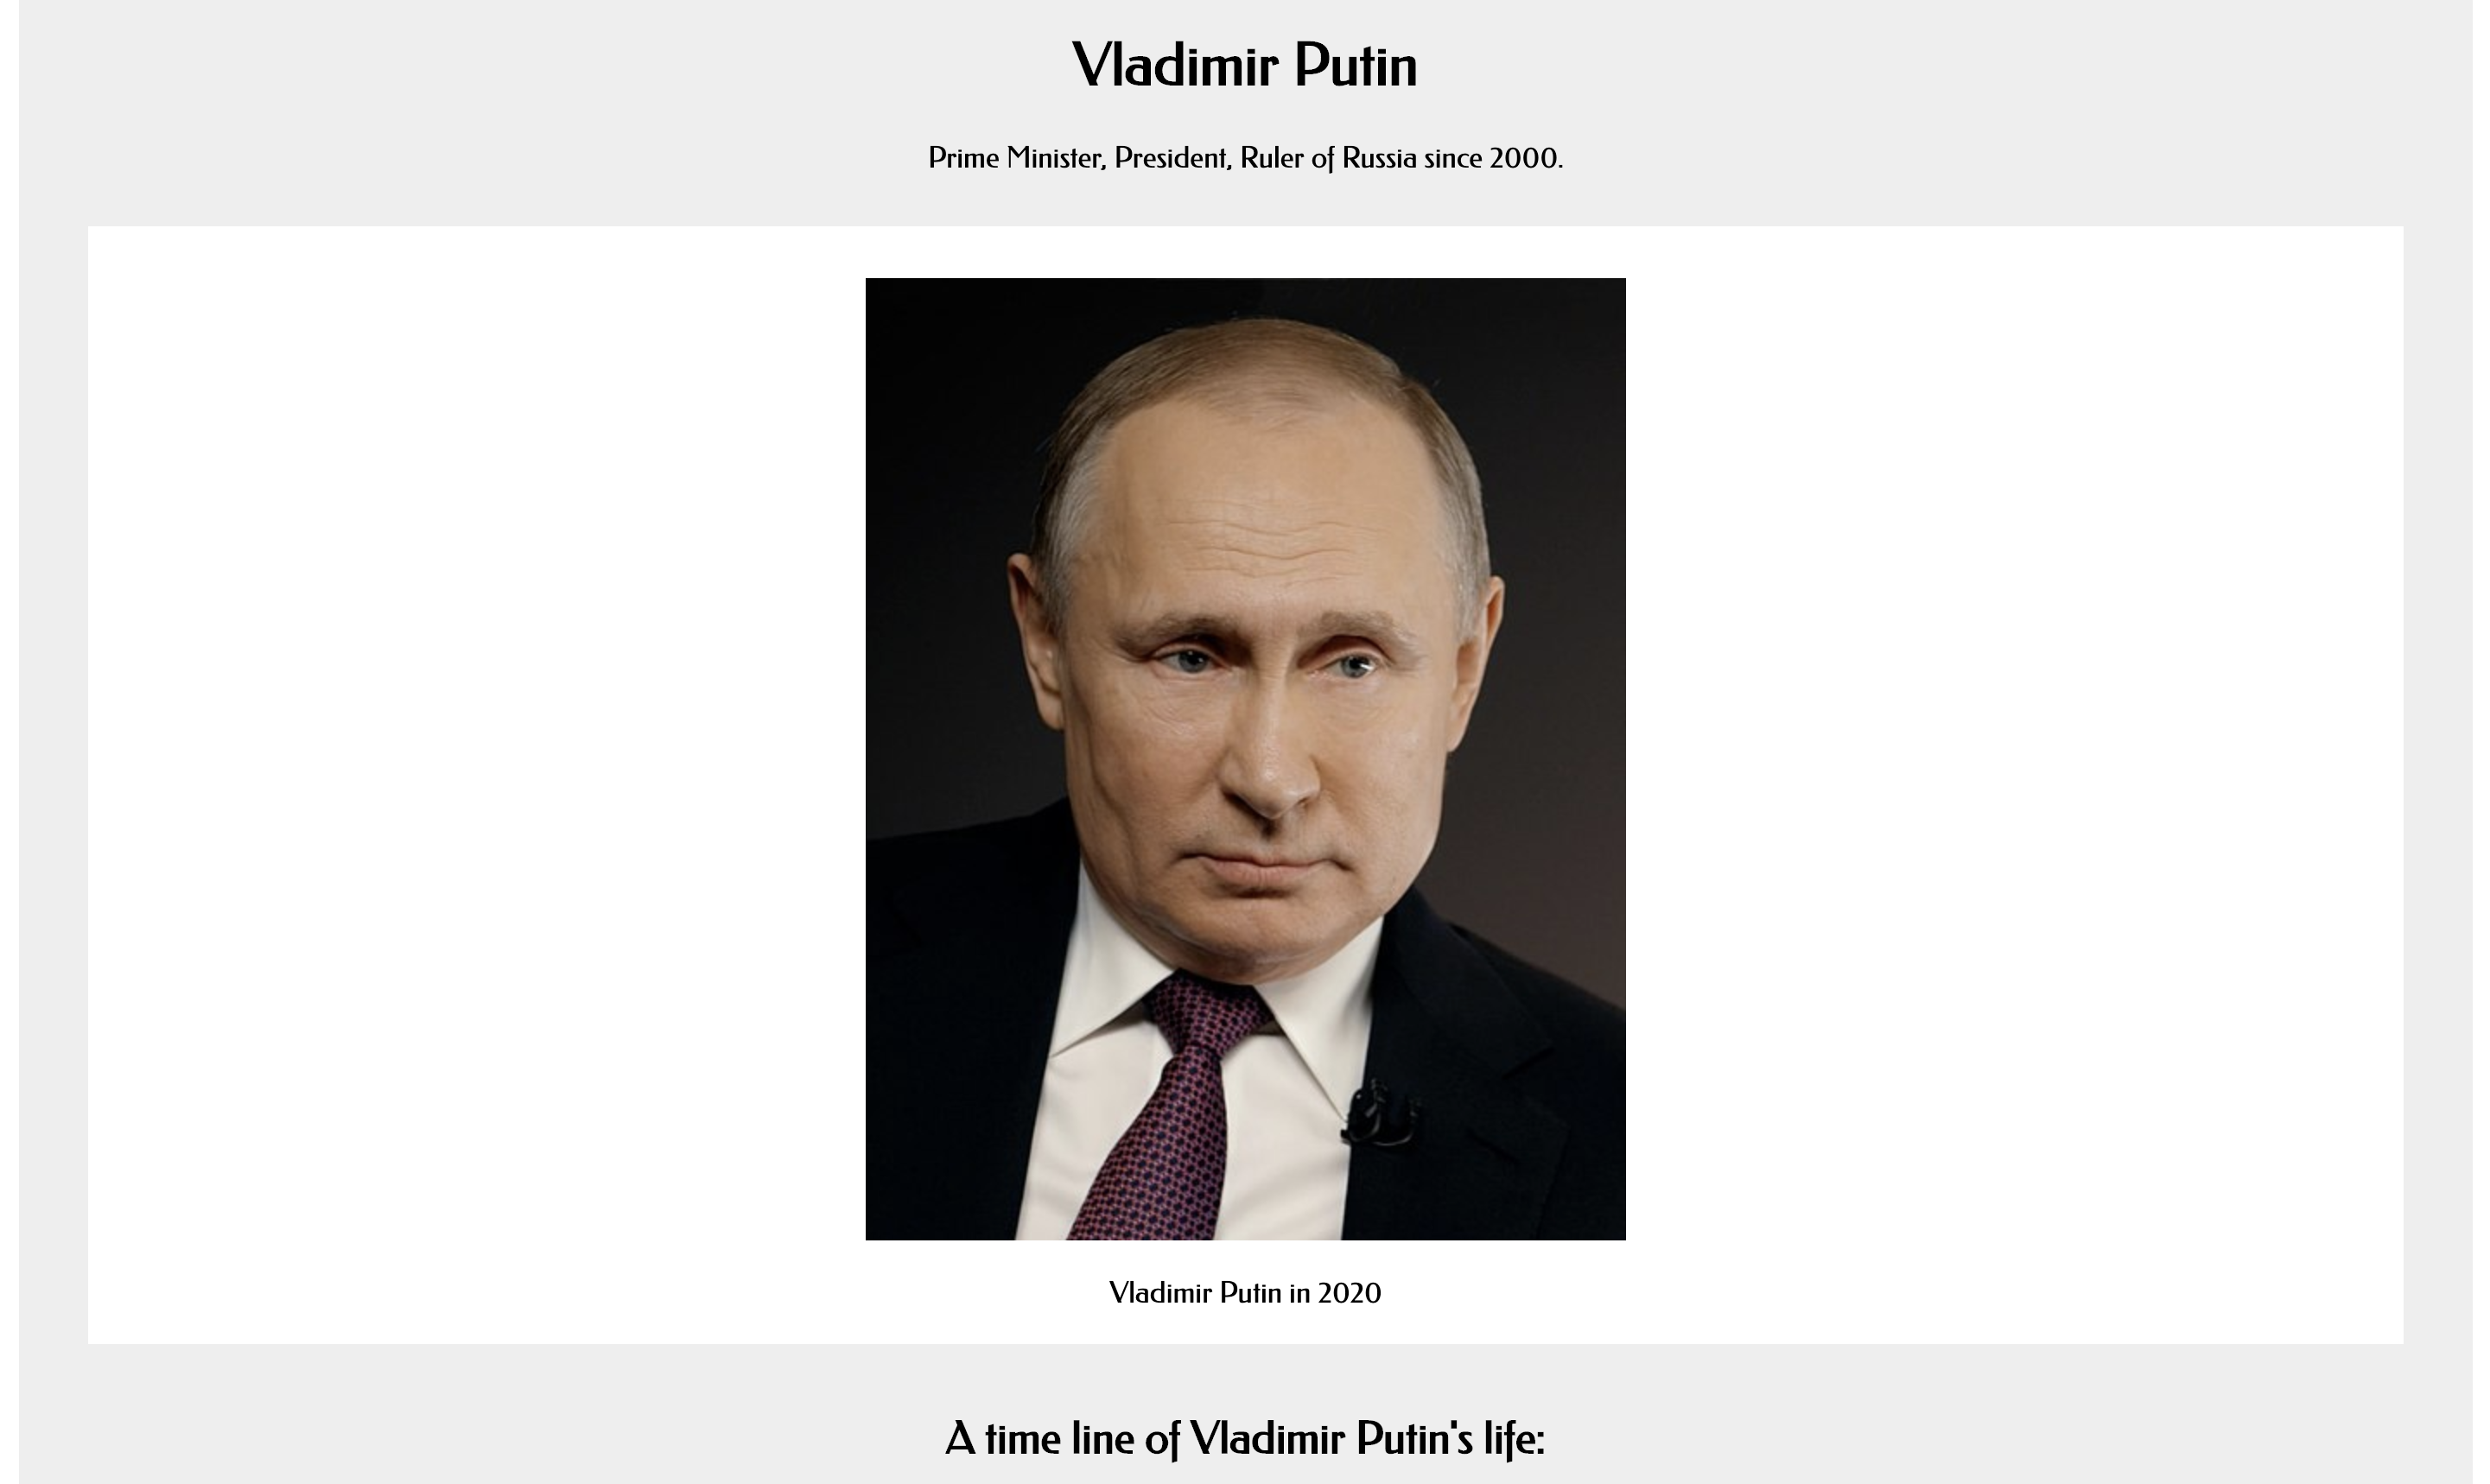 Vladimir Putin
Prime Minister, President, Ruler of Russia since 2000.
Vladimir Putin in 2020
A time line of Vladimir Putin's life: